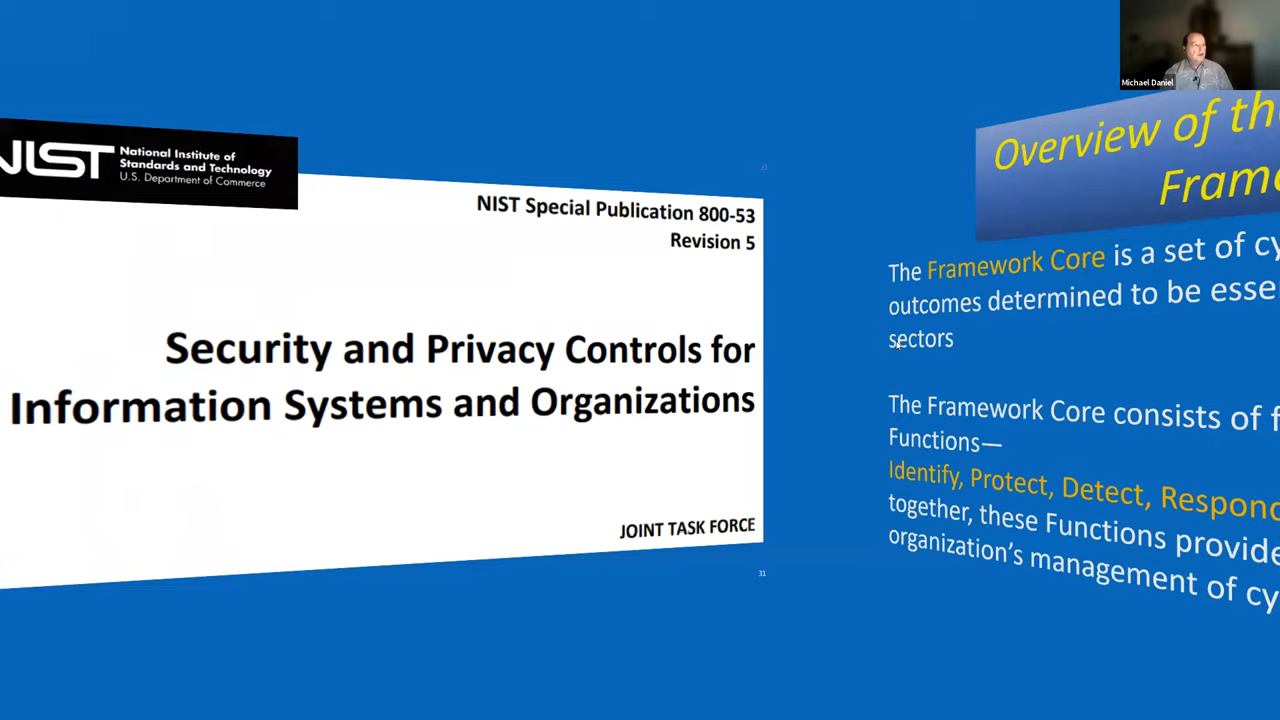 Michael Daniel
NIST
National Institute of
Standards and Technology
U.S. Department of Commerce
NIST Special Publication 800-53
Revision 5
Security and Privacy Controls for
Information Systems and Organizations
JOINT TASK FORCE
31
Overview of th
Frame
The Framework Core is a set of cy
outcomes determined to be esse
sectors
The Framework Core consists of f
Functions—
Identify, Protect, Detect, Respond
together, these Functions provide
organization's management of cy